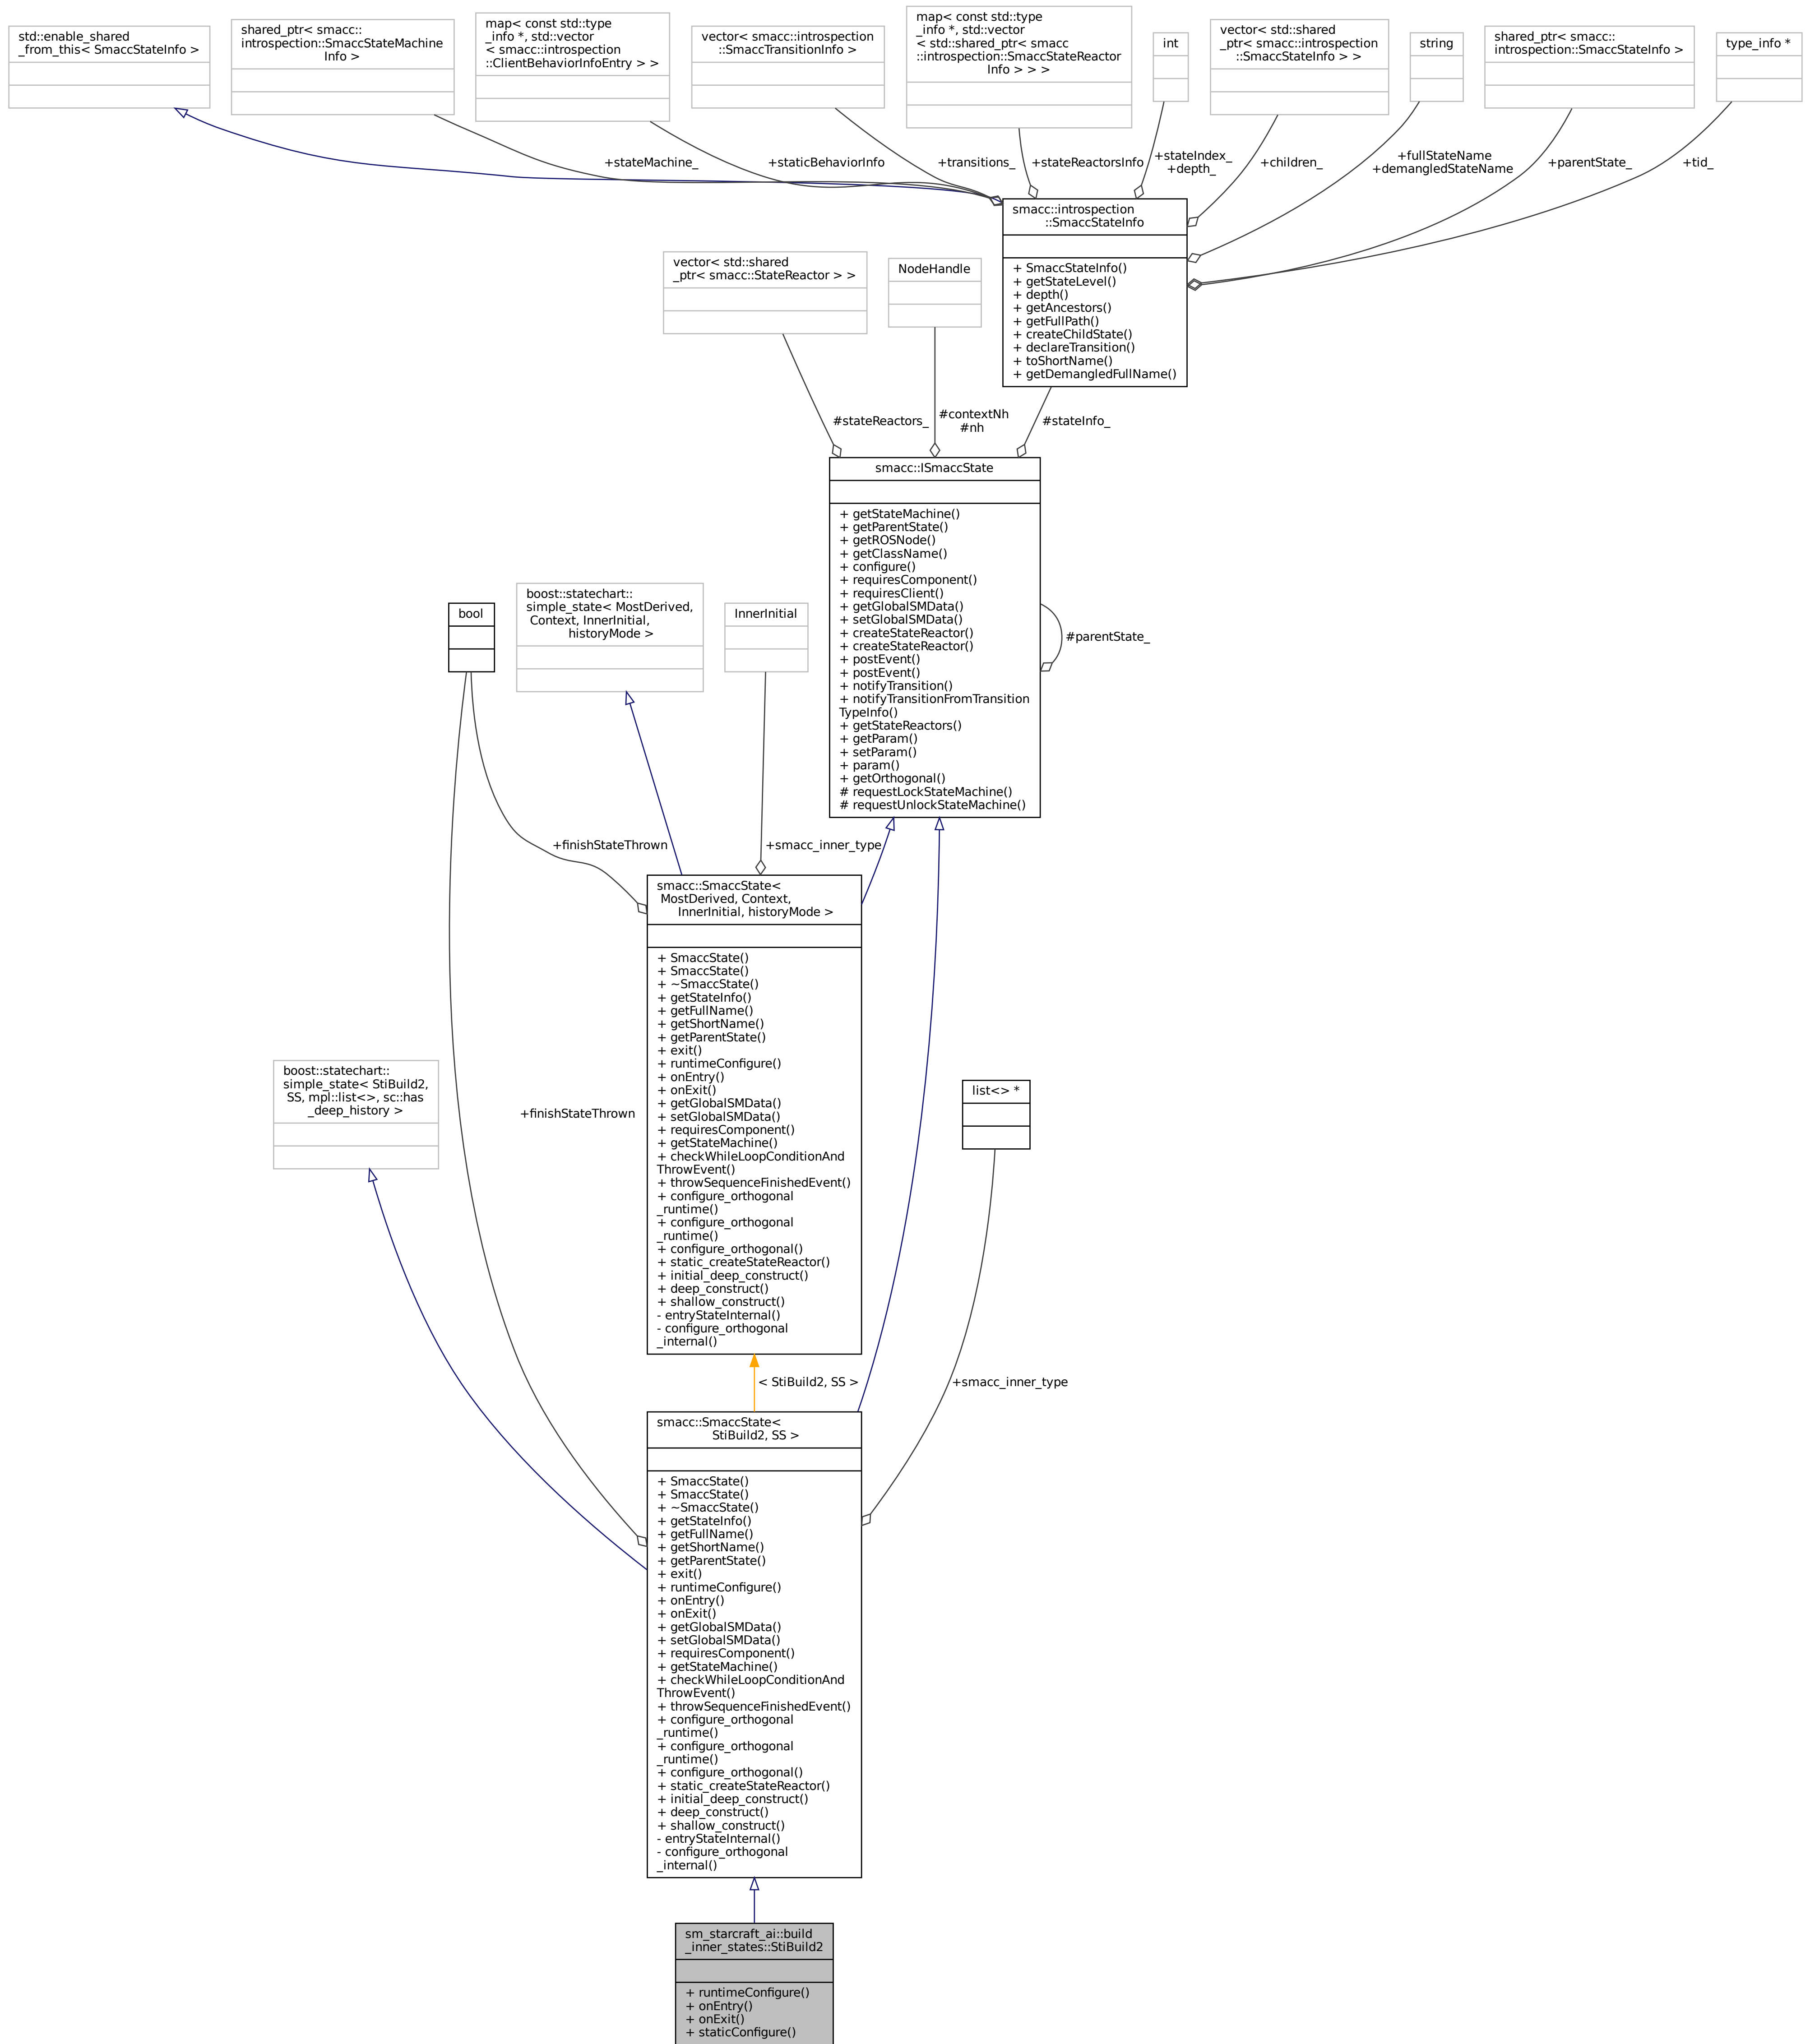 std::enable_shared
_from_this< SmaccStateInfo >
shared_ptr< smacc::
introspection::SmaccStateMachine
Info >
map< const std::type
_info *, std::vector
< smacc::introspection
::ClientBehaviorInfoEntry > >
vector< smacc::introspection
::SmaccTransitionInfo >
map< const std::type
_info *, std::vector
< std::shared_ptr< smacc
::introspection::SmaccStateReactor
Info > > >
int
vector< std::shared
_ptr< smacc::introspection
::SmaccStateInfo > >
string
shared_ptr< smacc::
introspection::SmaccStateInfo >
type_info *
+stateMachine_
+staticBehaviorInfo
+transitions_
+stateReactorsInfo
+stateIndex_
+depth_
+children_
+fullStateName
+demangledStateName
+parentState_
+tid_
smacc::introspection
::SmaccStateInfo
+ SmaccStateInfo()
+ getStateLevel()
+ depth()
+ getAncestors()
+ getFullPath()
+ createChildState()
+ declareTransition()
+ toShortName()
+ getDemangledFullName()
vector< std::shared
_ptr< smacc::StateReactor > >
NodeHandle
#stateReactors_
#contextNh
#nh
#stateInfo_
smacc::ISmaccState
+ getStateMachine()
+ getParentState()
+ getROSNode()
+ getClassName()
+ configure()
+ requiresComponent()
+ requiresClient()
+ getGlobalSMData()
+ setGlobalSMData()
+ createStateReactor()
+ createStateReactor()
+ postEvent()
+ postEvent()
+ notifyTransition()
+ notifyTransitionFromTransition
TypeInfo()
+ getStateReactors()
+ getParam()
+ setParam()
+ param()
+ getOrthogonal()
# requestLockStateMachine()
# requestUnlockStateMachine()
#parentState_
bool
boost::statechart::
simple_state< MostDerived,
Context, InnerInitial,
historyMode >
InnerInitial
+finishStateThrown
+smacc_inner_type
smacc::SmaccState<
MostDerived, Context,
InnerInitial, historyMode >
+ SmaccState()
+ SmaccState()
+ ~SmaccState()
+ getStateInfo()
+ getFullName()
+ getShortName()
+ getParentState()
+ exit()
+ runtimeConfigure()
+ onEntry()
+ onExit()
+ getGlobalSMData()
+ setGlobalSMData()
+ requiresComponent()
+ getStateMachine()
+ checkWhileLoopConditionAnd
ThrowEvent()
+ throwSequenceFinishedEvent()
+ configure_orthogonal
_runtime()
+ configure_orthogonal
_runtime()
+ configure_orthogonal()
+ static_createStateReactor()
+ initial_deep_construct()
+ deep_construct()
+ shallow_construct()
- entryStateInternal()
- configure_orthogonal
_internal()
boost::statechart::
simple_state< StiBuild2,
SS, mpl::list<>, sc::has
_deep_history >
+finishStateThrown
list<> *
< StiBuild2, SS >
+smacc_inner_type
smacc::SmaccState<
StiBuild2, SS >
+ SmaccState()
+ SmaccState()
+ ~SmaccState()
+ getStateInfo()
+ getFullName()
+ getShortName()
+ getParentState()
+ exit()
+ runtimeConfigure()
+ onEntry()
+ onExit()
+ getGlobalSMData()
+ setGlobalSMData()
+ requiresComponent()
+ getStateMachine()
+ checkWhileLoopConditionAnd
ThrowEvent()
+ throwSequenceFinishedEvent()
+ configure_orthogonal
_runtime()
+ configure_orthogonal
_runtime()
+ configure_orthogonal()
+ static_createStateReactor()
+ initial_deep_construct()
+ deep_construct()
+ shallow_construct()
- entryStateInternal()
- configure_orthogonal
_internal()
sm_starcraft_ai::build
_inner_states::StiBuild2
+ runtimeConfigure()
+ onEntry()
+ onExit()
+ staticConfigure()